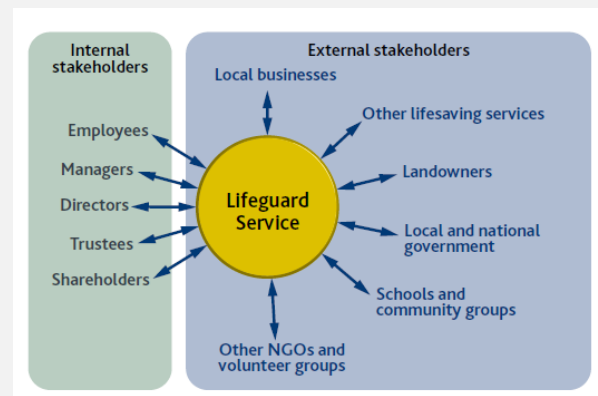 Internal
stakeholders
Employees
Managers
Directors
Trustees
Shareholders
External stakeholders
Local businesses
Other lifesaving services
Landowners
Local and national
government
Schools and
community groups
Other NGOs and
volunteer groups
Lifeguard
Service